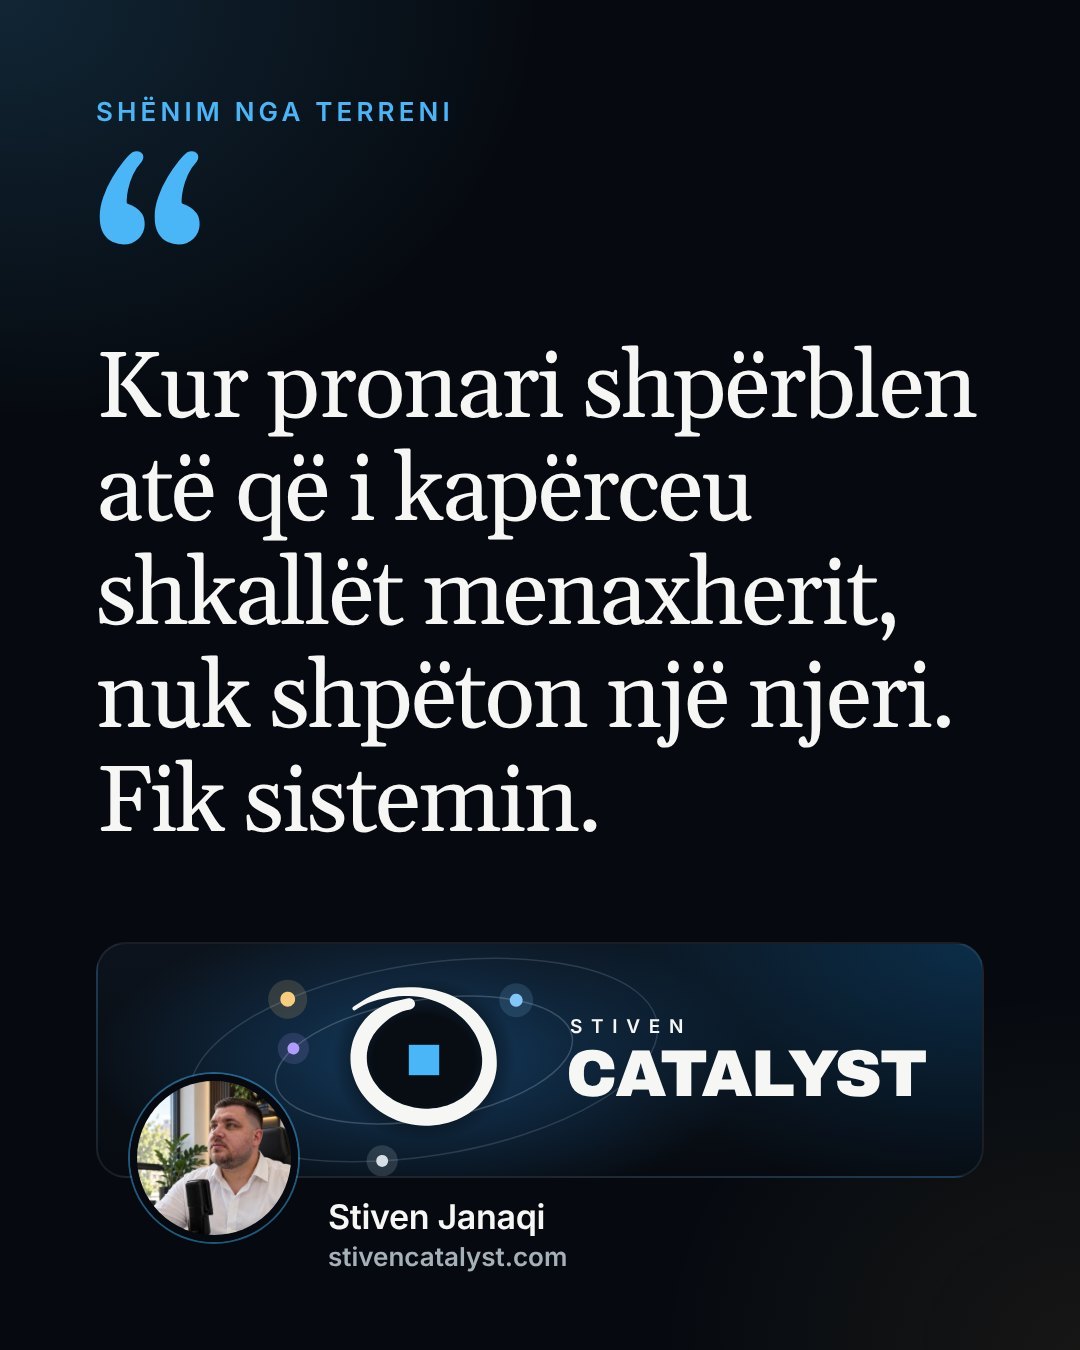 SHËNIM NGA TERRENI
“
Kur pronari shpërblen
atë që i kapërceu
shkallët menaxherit,
nuk shpëton një njeri.
Fik sistemin.
STIVEN
CATALYST
Stiven Janaqi
stivencatalyst.com